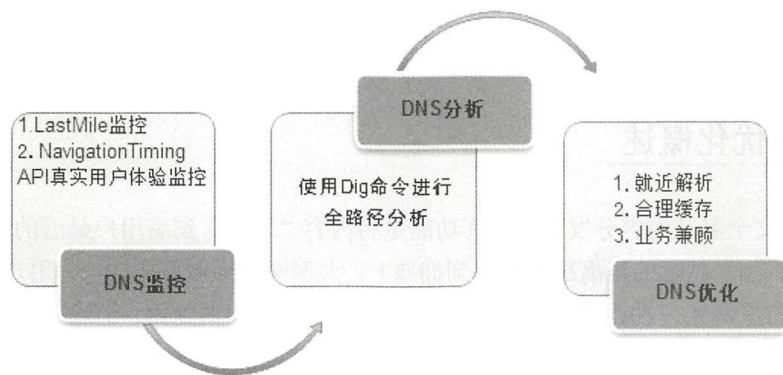 1.LastMile监控
2. NavigationTiming
API真实用户体验监控
DNS监控
DNS分析
使用Dig命令进行
全路径分析
1. 就近解析
2. 合理缓存
3. 业务兼顾
DNS优化